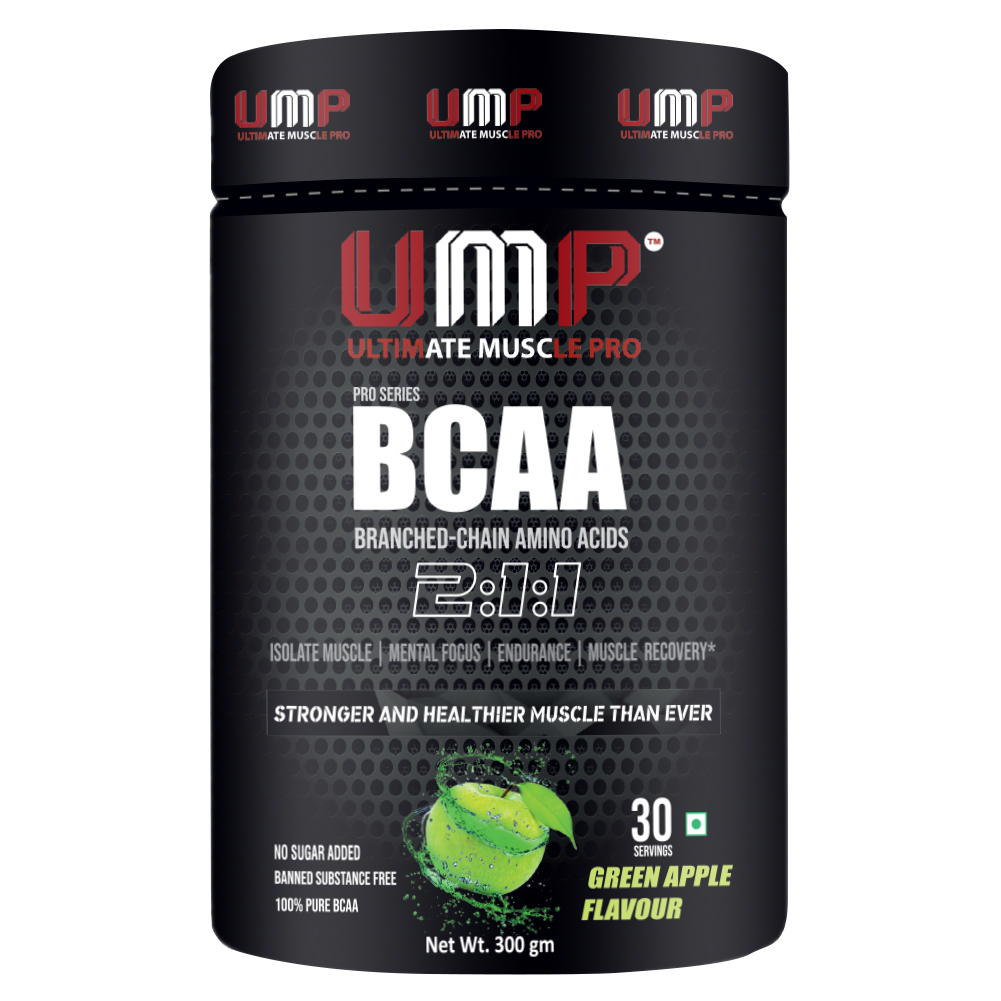 UMP UMP UMP
ULTIMATE MUSCLE PRO ULTIMATE MUSCLE PRO ULTIMATE MUSCLE PRO
UMP™
ULTIMATE MUSCLE PRO
PRO SERIES
BCAA
BRANCHED-CHAIN AMINO ACIDS
2:1:1
ISOLATE MUSCLE | MENTAL FOCUS | ENDURANCE | MUSCLE RECOVERY*
STRONGER AND HEALTHIER MUSCLE THAN EVER
30
SERVINGS
NO SUGAR ADDED
BANNED SUBSTANCE FREE
100% PURE BCAA
GREEN APPLE
FLAVOUR
Net Wt. 300 gm